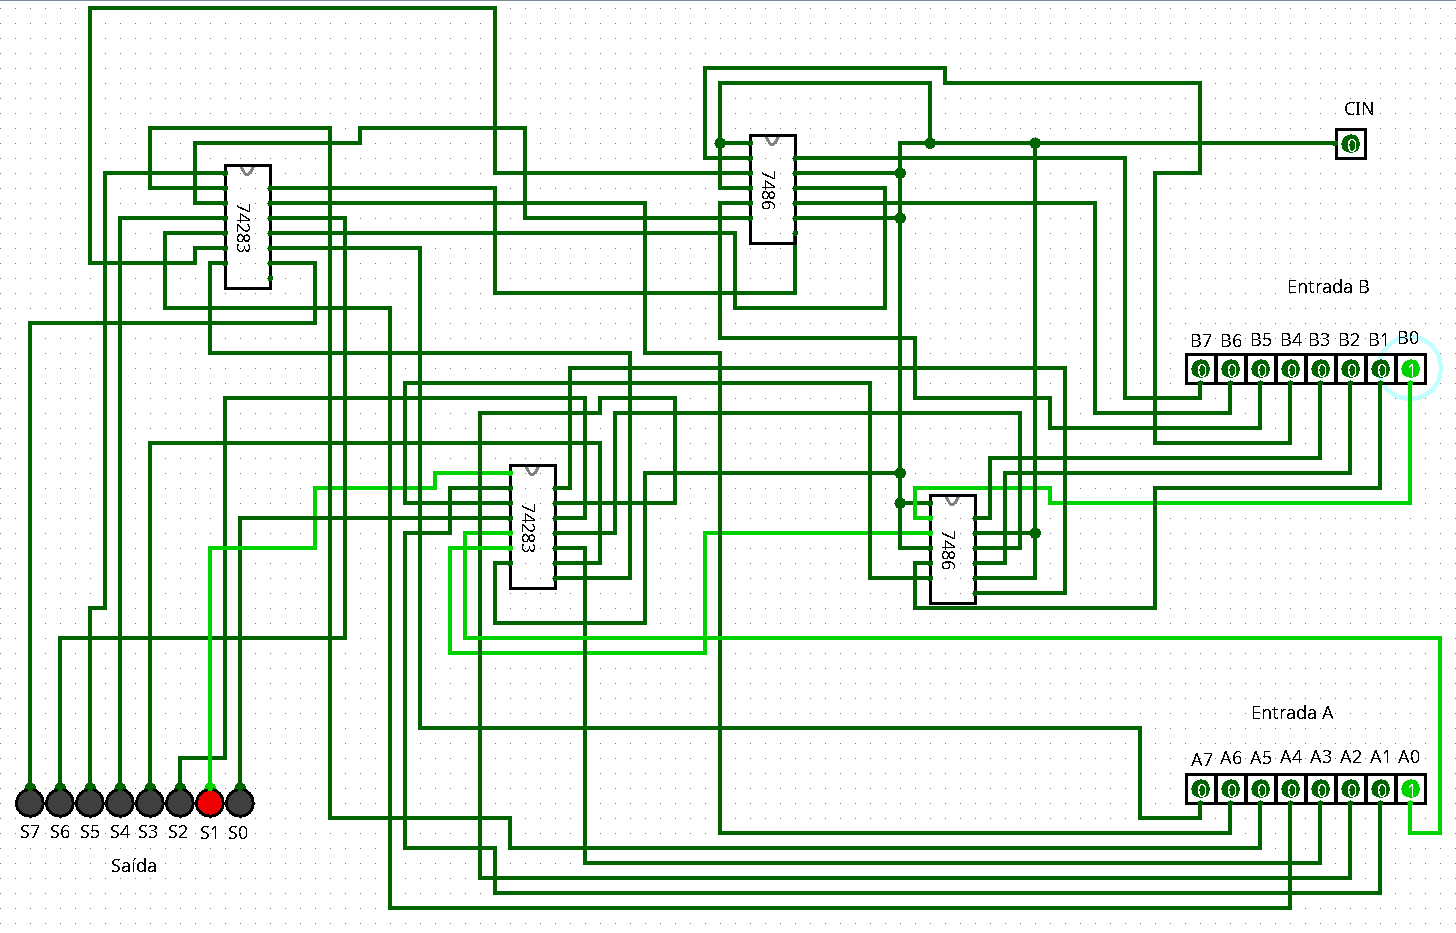 CIN
0
74283
7486
Entrada B
B7 B6 B5 B4 B3 B2 B1 B0
0 0 0 0 0 0 0 1
74283
7486
Entrada A
A7 A6 A5 A4 A3 A2 A1 A0
0 0 0 0 0 0 0 1
S7 S6 S5 S4 S3 S2 S1 S0
Saída